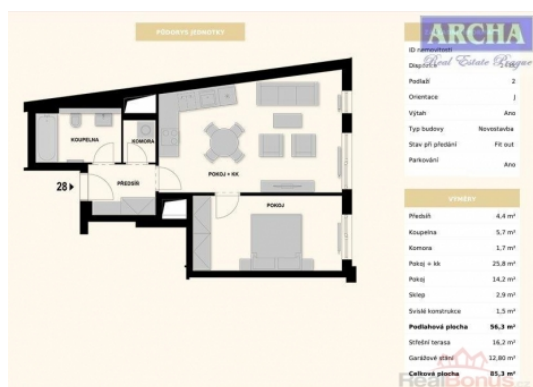 PŮDORYS JEDNOTKY
ARCHA
Real Estate Prague
ID nemovitosti
Podlaží 2
Orientace J
Výtah Ano
Typ budovy Novostavba
Stav při předání Fit out
Parkování Ano
KOUPELNA
KOMORA
POKOJ + KK
28
PŘEDSÍŇ
POKOJ
VÝMĚRY
Předsíň 4,4 m²
Koupelna 5,7 m²
Komora 1,7 m²
Pokoj + kk 25,8 m²
Pokoj 14,2 m²
Sklep 2,9 m²
Svislé konstrukce 1,5 m²
Podlahová plocha 56,3 m²
Střešní terasa 16,2 m²
Garážové stání 12,80 m²
Celková plocha 85,3 m²
RealBonus.cz